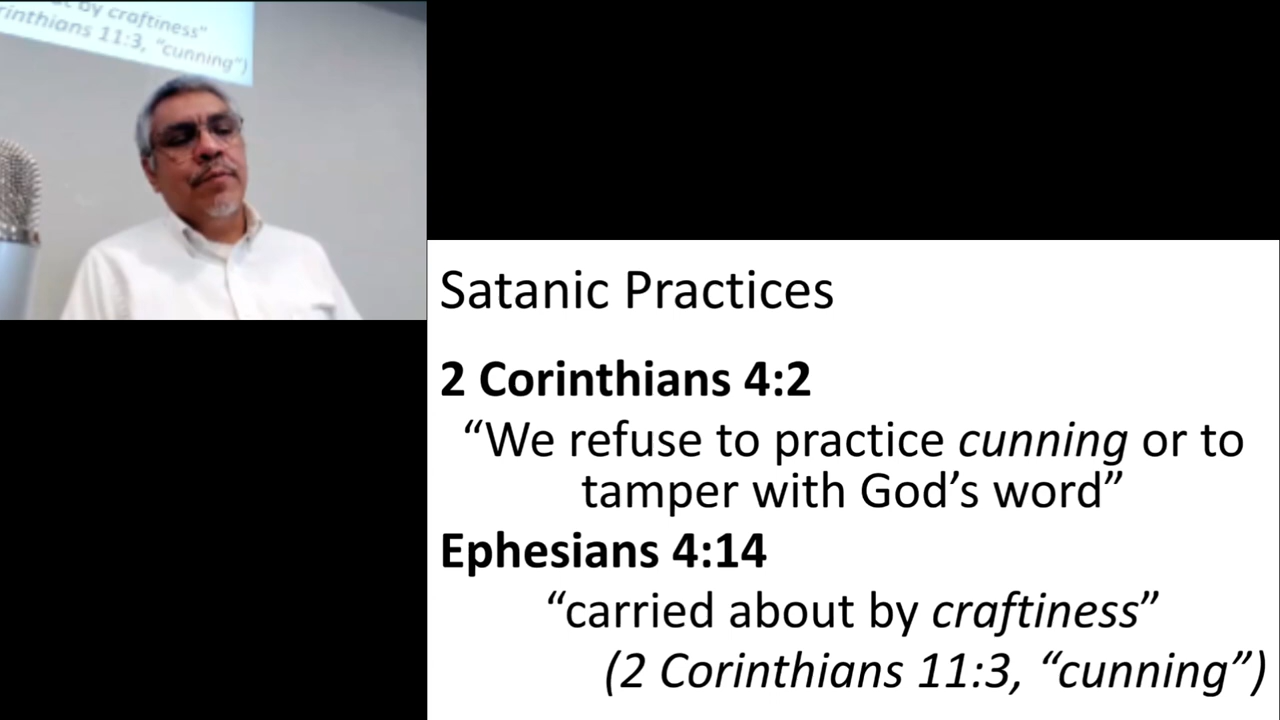 by craftiness"
rinthians 11:3, “cunning”)
Satanic Practices
2 Corinthians 4:2
“We refuse to practice cunning or to
tamper with God’s word”
Ephesians 4:14
“carried about by craftiness”
(2 Corinthians 11:3, “cunning”)